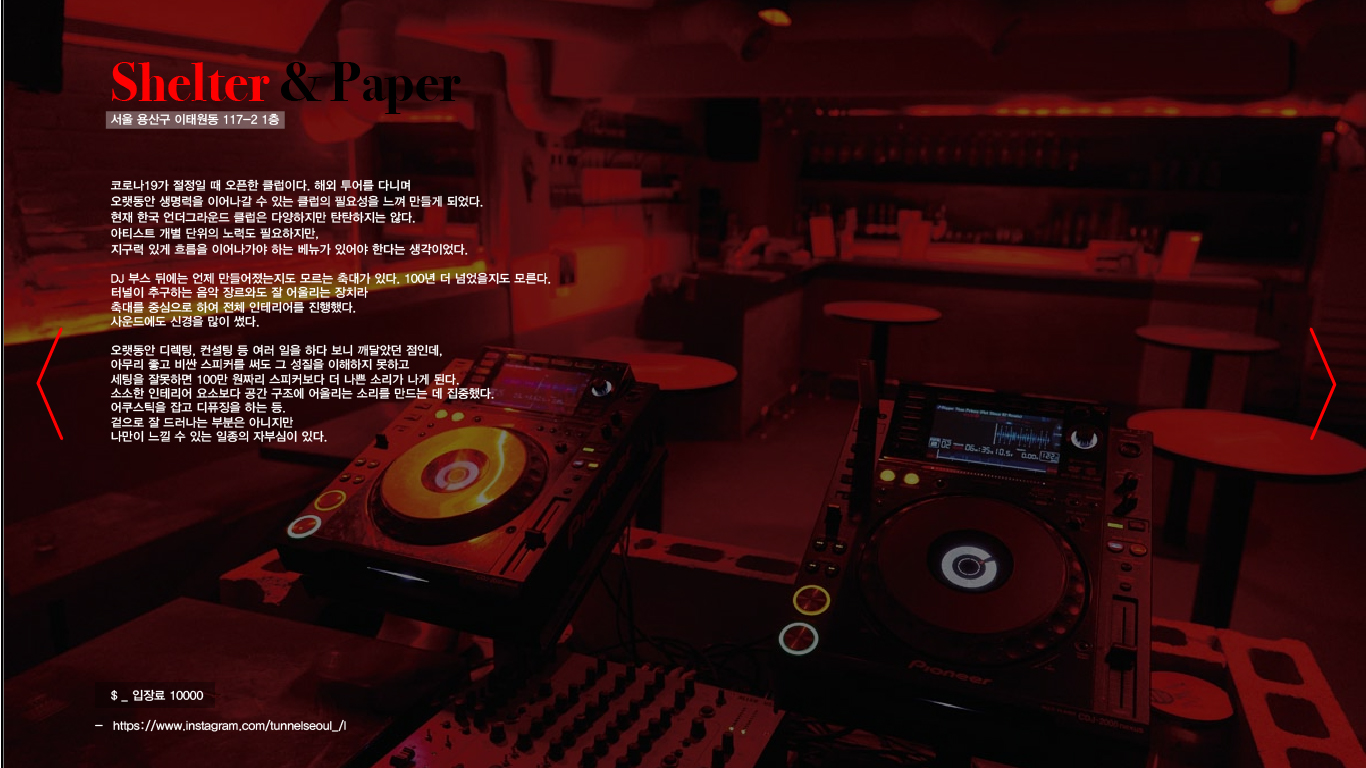 Shelter & Paper
서울 용산구 이태원동 117-2 1층
코로나19가 절정일 때 오픈한 클럽이다. 해외 투어를 다니며
오랫동안 생명력을 이어나갈 수 있는 클럽의 필요성을 느껴 만들게 되었다.
현재 한국 언더그라운드 클럽은 다양하지만 탄탄하지는 않다.
아티스트 개별 단위의 노력도 필요하지만,
지구력 있게 흐름을 이어나가야 하는 베뉴가 있어야 한다는 생각이었다.
DJ 부스 뒤에는 언제 만들어졌는지도 모르는 축대가 있다. 100년 더 넘었을지도 모른다.
터널이 추구하는 음악 장르와도 잘 어울리는 장치라
축대를 중심으로 하여 전체 인테리어를 진행했다.
사운드에도 신경을 많이 썼다.
오랫동안 디렉팅, 컨설팅 등 여러 일을 하다 보니 깨달았던 점인데,
아무리 좋고 비싼 스피커를 써도 그 성질을 이해하지 못하고
세팅을 잘못하면 100만 원짜리 스피커보다 더 나쁜 소리가 나게 된다.
소소한 인테리어 요소보다 공간 구조에 어울리는 소리를 만드는 데 집중했다.
어쿠스틱을 잡고 디퓨징을 하는 등.
겉으로 잘 드러나는 부분은 아니지만
나만이 느낄 수 있는 일종의 자부심이 있다.
Pioneer
$ _ 입장료 10000
– https://www.instagram.com/tunnelseoul_/l